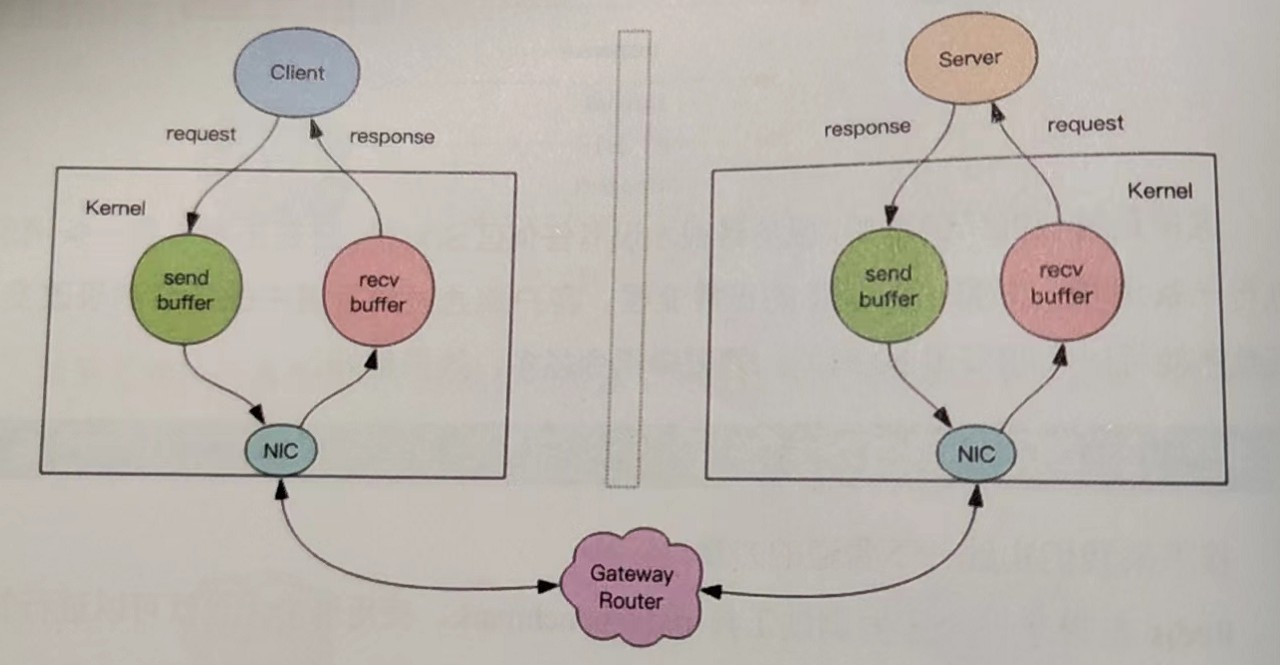 Client
Server
request
response
response
request
Kernel
Kernel
send
buffer
recv
buffer
send
buffer
recv
buffer
NIC
NIC
Gateway
Router